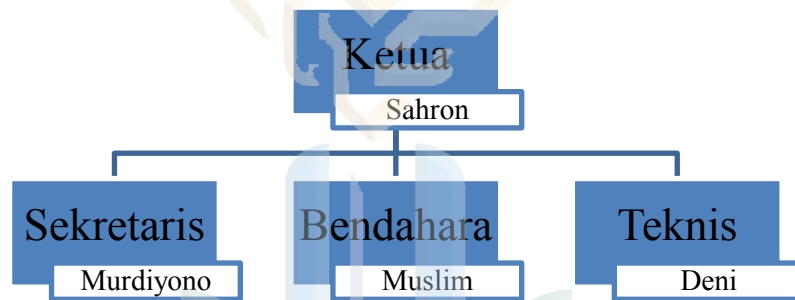 Ketua
Sahron
Sekretaris
Murdiyono
Bendahara
Muslim
Teknis
Deni